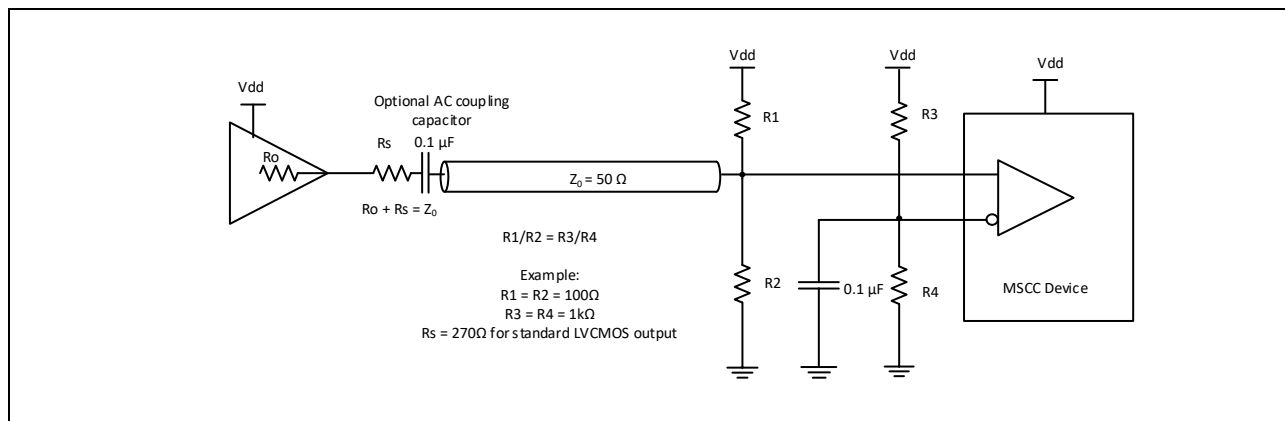 Vdd
Ro
Optional AC coupling
capacitor
Rs
0.1 µF
Ro + Rs = Z0
Z0 = 50 Ω
R1/R2 = R3/R4
Example:
R1 = R2 = 100Ω
R3 = R4 = 1kΩ
Rs = 270Ω for standard LVCMOS output
Vdd
R1
R2
Vdd
R3
0.1 µF
R4
Vdd
MSCC Device